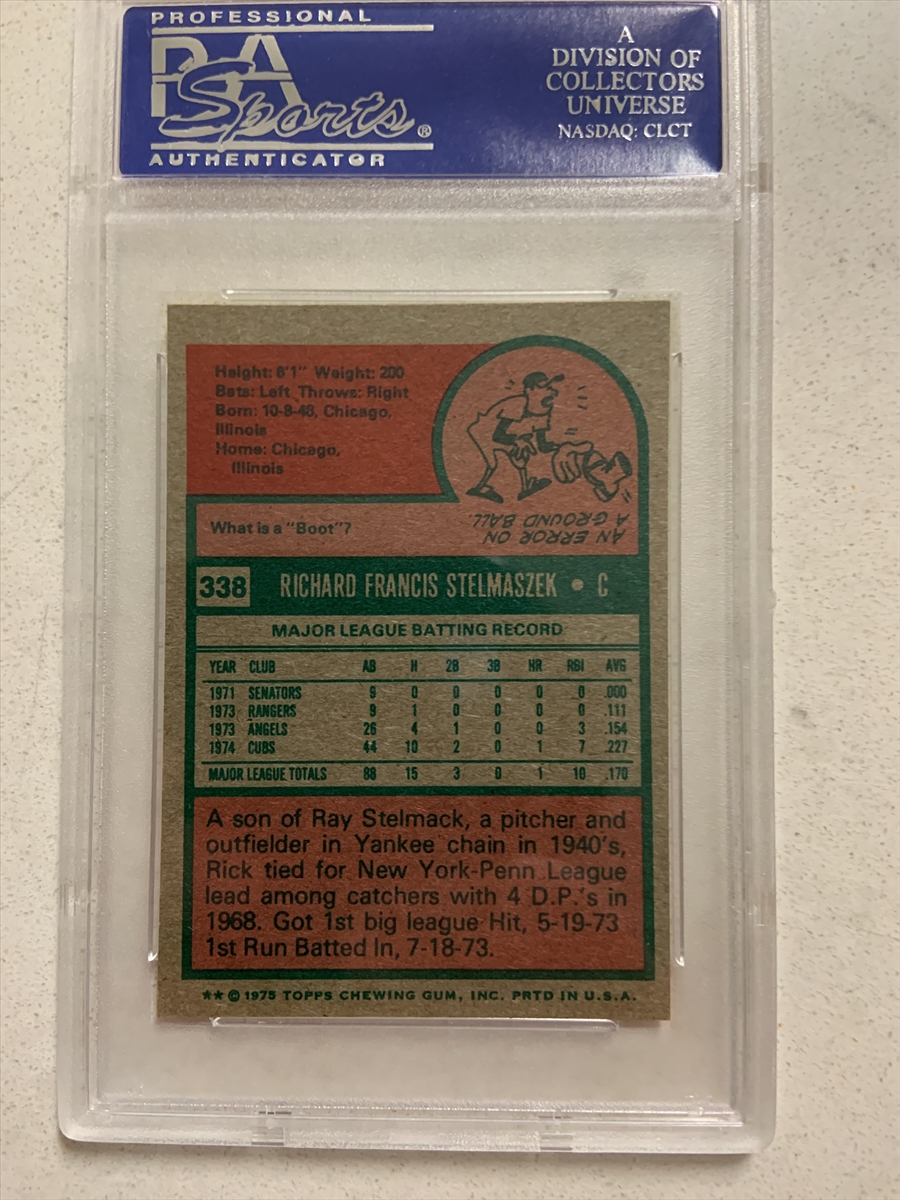 PROFESSIONAL
PSA
Sports®
AUTHENTICATOR
A
DIVISION OF
COLLECTORS
UNIVERSE
NASDAQ: CLCT
Height: 6'1" Weight: 200
Bats: Left Throws: Right
Born: 10-8-48, Chicago,
Illinois
Home: Chicago,
Illinois
What is a "Boot"?
AN ERROR ON
A GROUND BALL.
338 RICHARD FRANCIS STELMASZEK • C
MAJOR LEAGUE BATTING RECORD
YEAR CLUB AB H 2B 3B HR RBI AVG
1971 SENATORS 9 0 0 0 0 0 .000
1973 RANGERS 9 1 0 0 0 0 .111
1973 ANGELS 26 4 1 0 0 3 .154
1974 CUBS 44 10 2 0 1 7 .227
MAJOR LEAGUE TOTALS 88 15 3 0 1 10 .170
A son of Ray Stelmack, a pitcher and
outfielder in Yankee chain in 1940's,
Rick tied for New York-Penn League
lead among catchers with 4 D.P.'s in
1968. Got 1st big league Hit, 5-19-73
1st Run Batted In, 7-18-73.
★★ © 1975 TOPPS CHEWING GUM, INC. PRTD IN U.S.A.